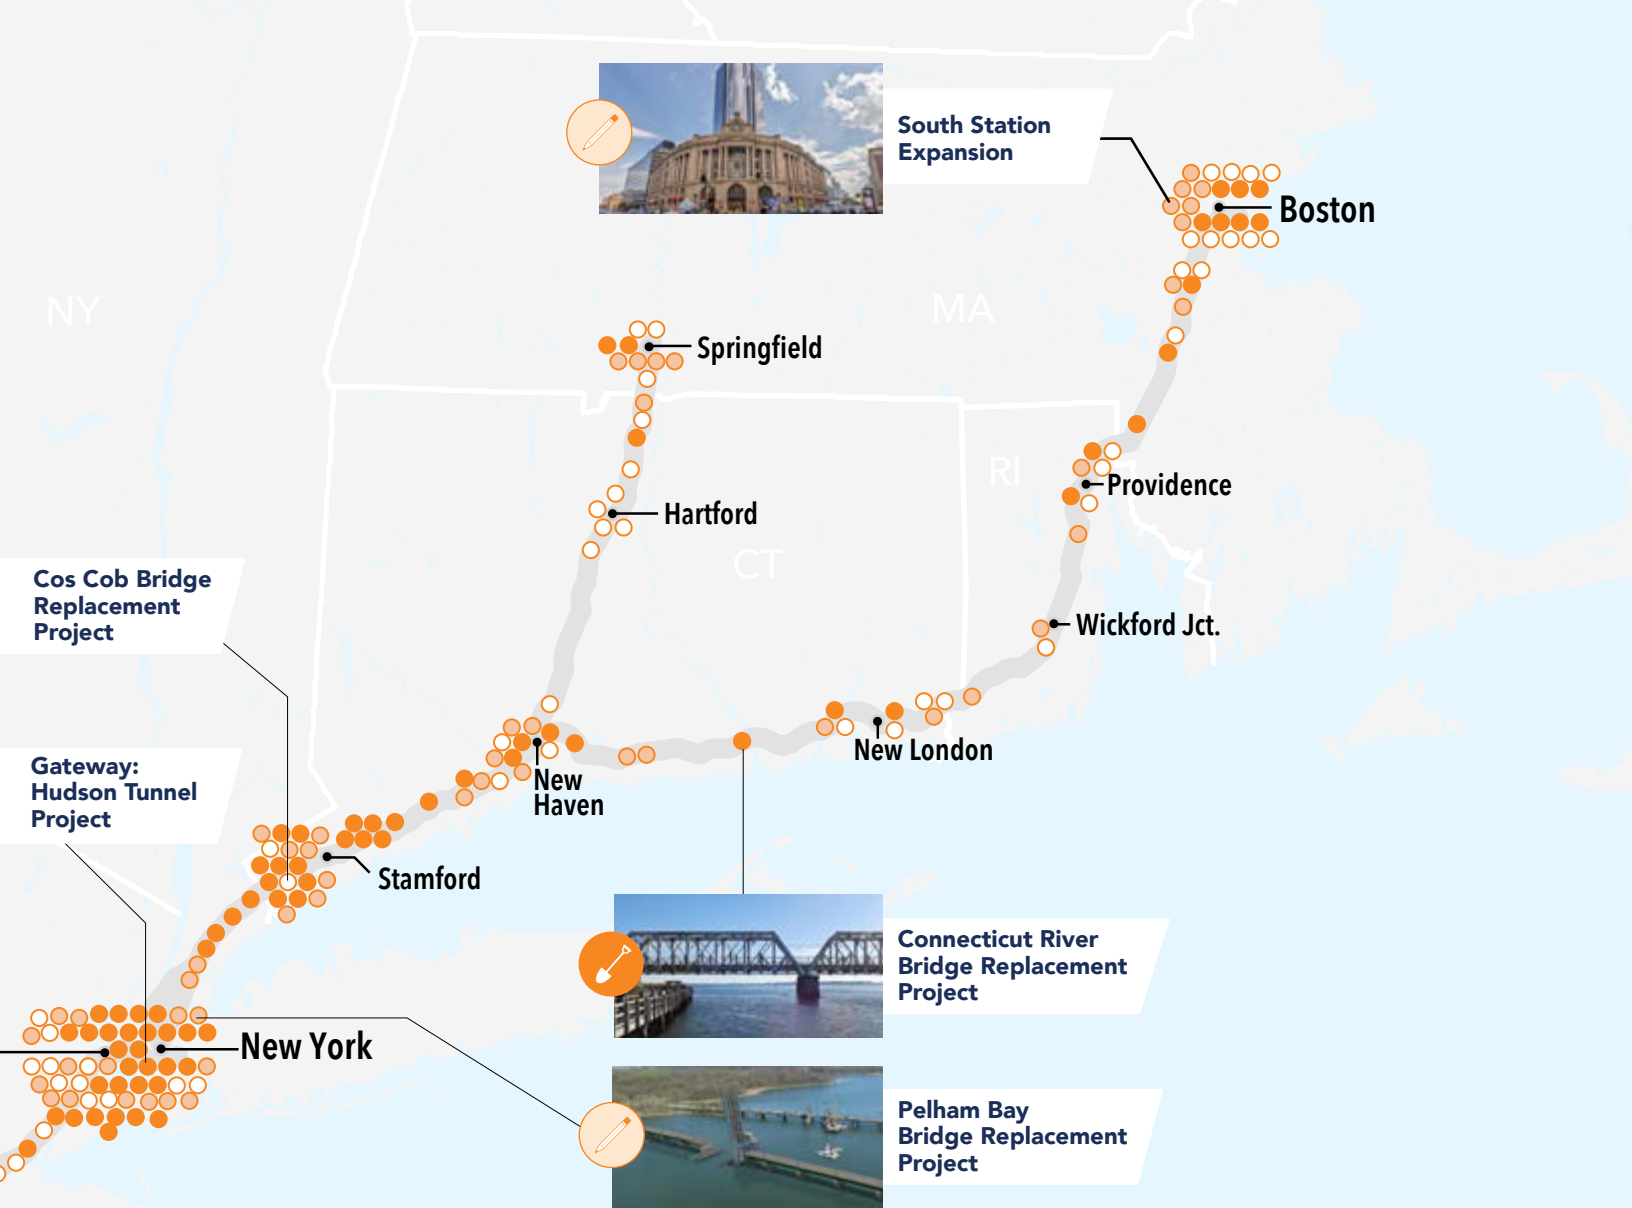 South Station
Expansion
Boston
NY
MA
Springfield
RI
Providence
Hartford
CT
Cos Cob Bridge
Replacement
Project
Wickford Jct.
New London
New
Haven
Gateway:
Hudson Tunnel
Project
Stamford
Connecticut River
Bridge Replacement
Project
New York
Pelham Bay
Bridge Replacement
Project